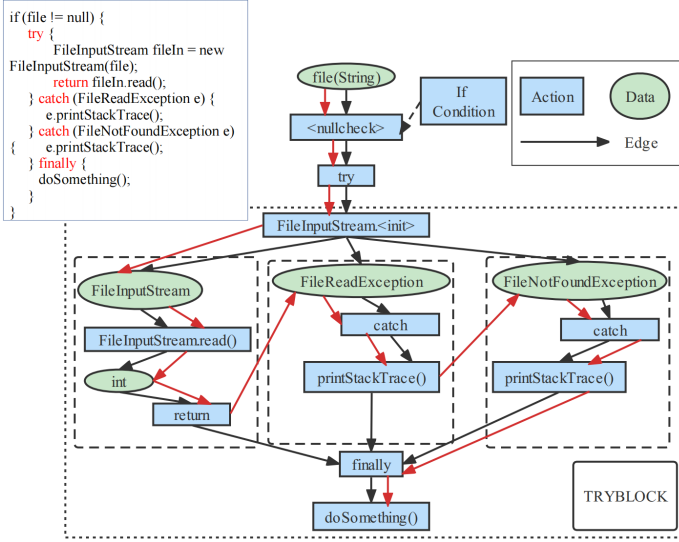 if (file != null) {
try {
FileInputStream fileIn = new
FileInputStream(file);
return fileIn.read();
} catch (FileReadException e) {
e.printStackTrace();
} catch (FileNotFoundException e)
{ e.printStackTrace();
} finally {
doSomething();
}
}
file(String)
<nullcheck>
If
Condition
Action
Data
Edge
try
FileInputStream.<init>
FileInputStream
FileReadException
FileNotFoundException
FileInputStream.read()
catch
catch
int
printStackTrace()
printStackTrace()
return
finally
doSomething()
TRYBLOCK